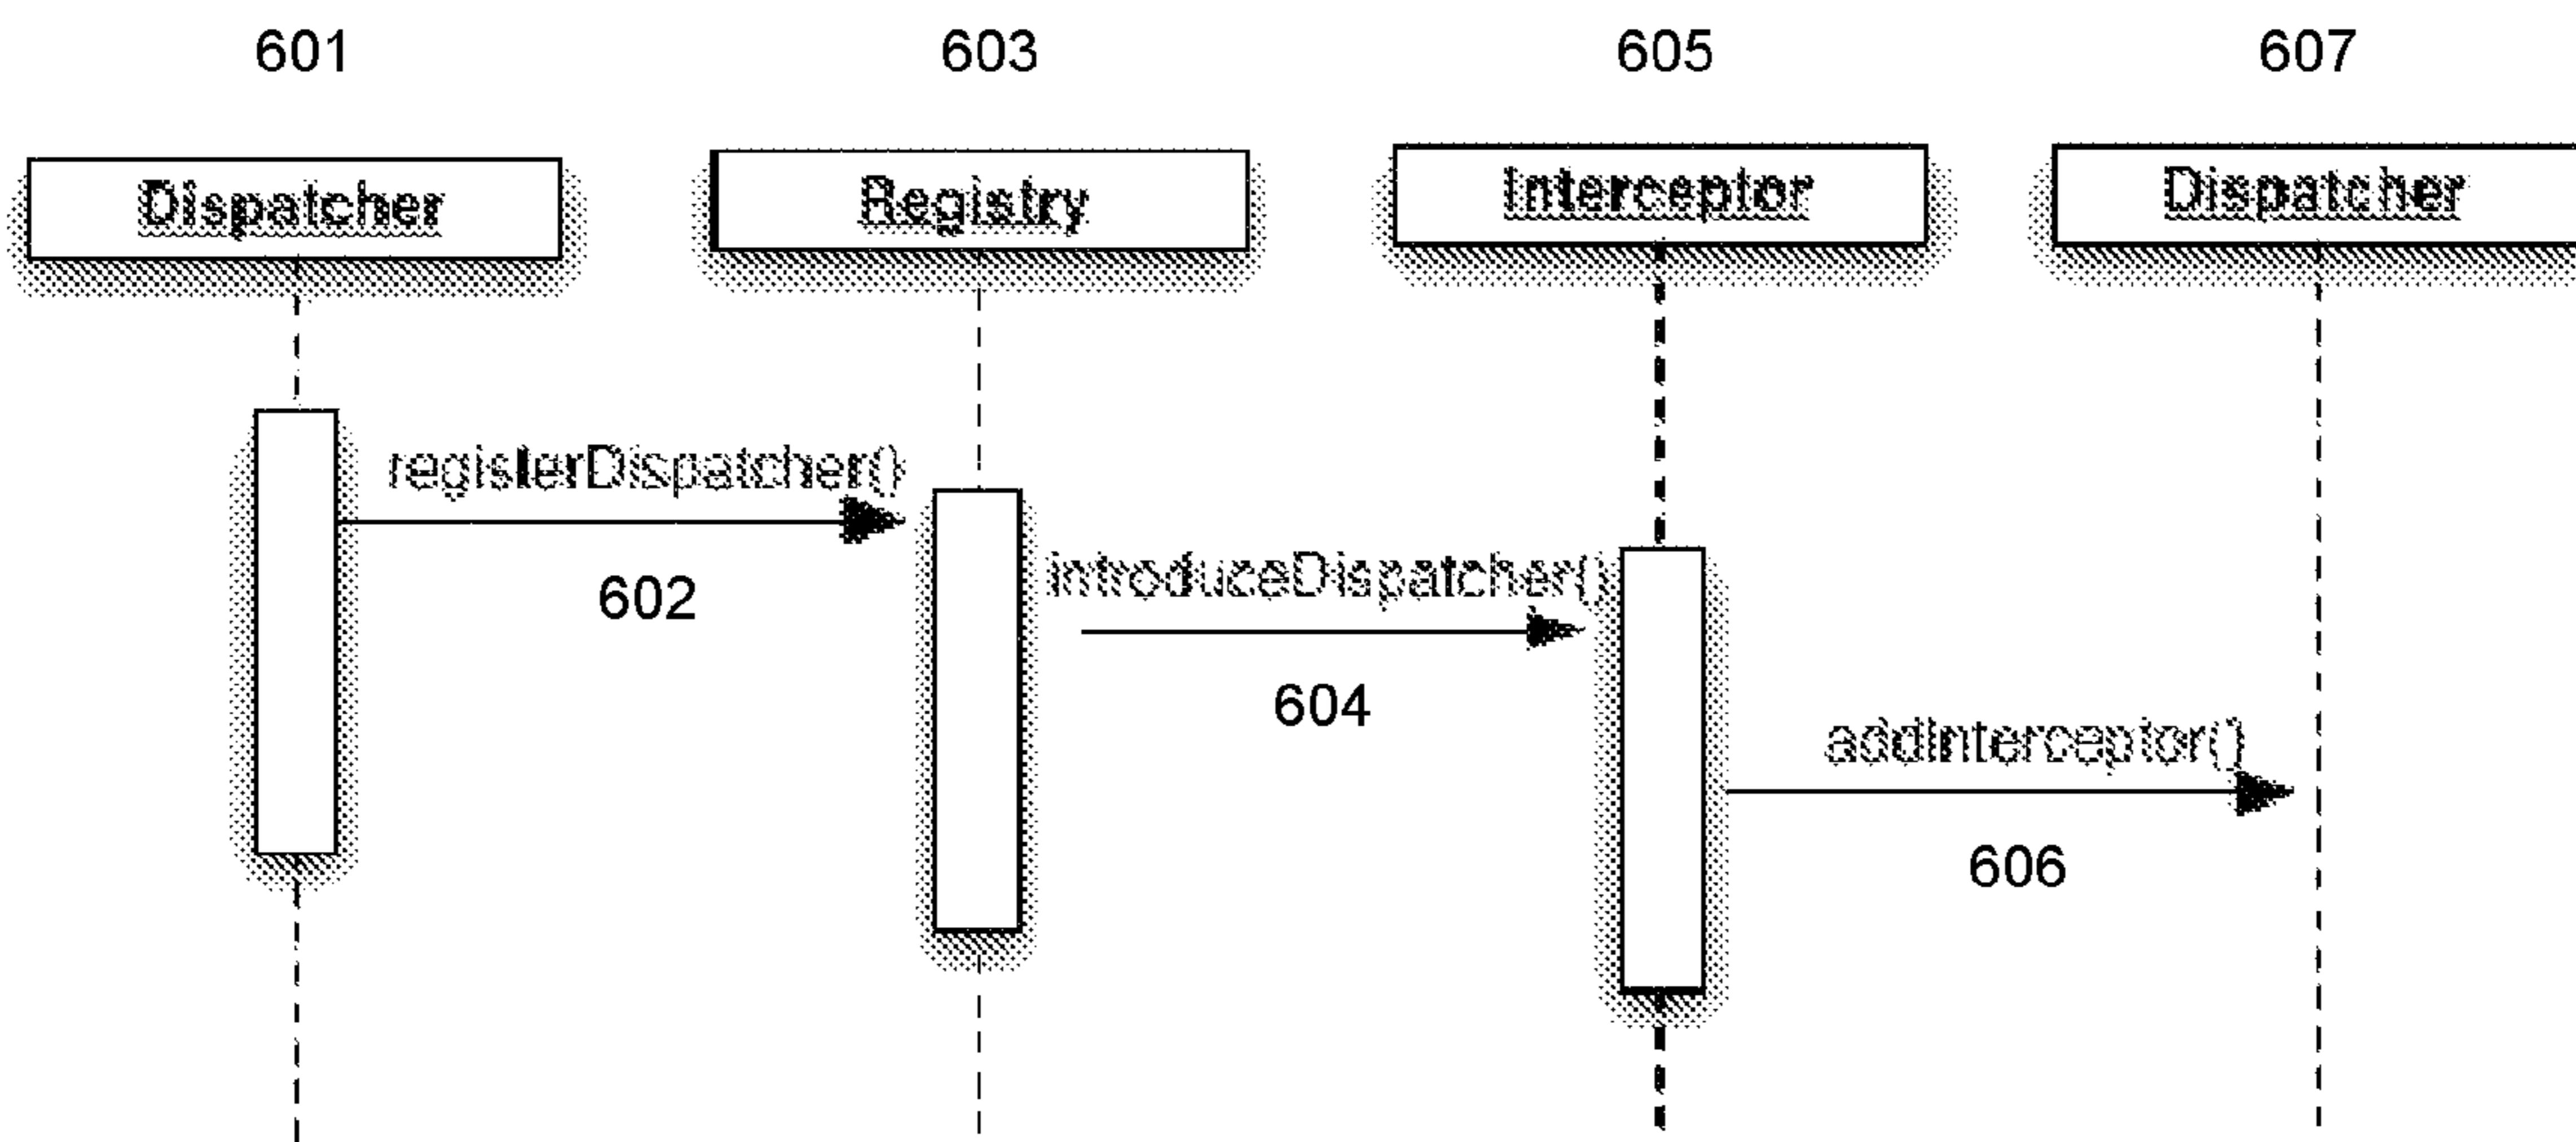 601 603 605 607
Dispatcher Registry Interceptor Dispatcher
registerDispatcher()
602
introduceDispatcher()
604
addInterceptor()
606